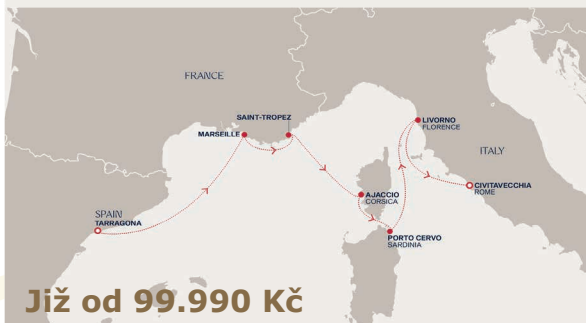 FRANCE
SAINT-TROPEZ
MARSEILLE
LIVORNO
FLORENCE
ITALY
CIVITAVECCHIA
ROME
AJACCIO
CORSICA
SPAIN
TARRAGONA
PORTO CERVO
SARDINIA
Již od 99.990 Kč